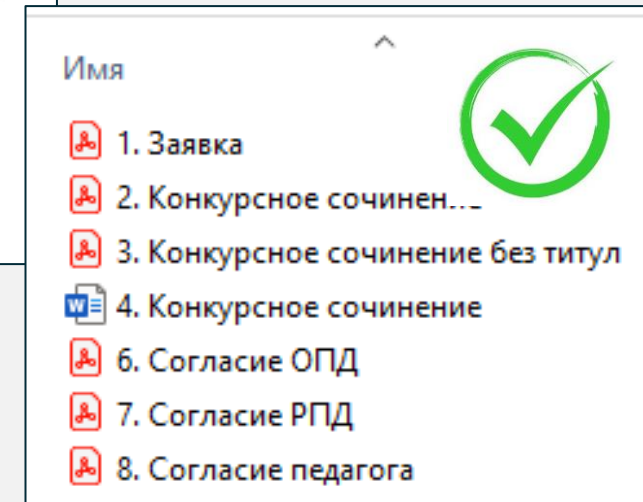 Имя
1. Заявка
2. Конкурсное
3. Конкурсное сочинение без титул
4. Конкурсное сочинение
6. Согласие ОПД
7. Согласие РПД
8. Согласие педагога